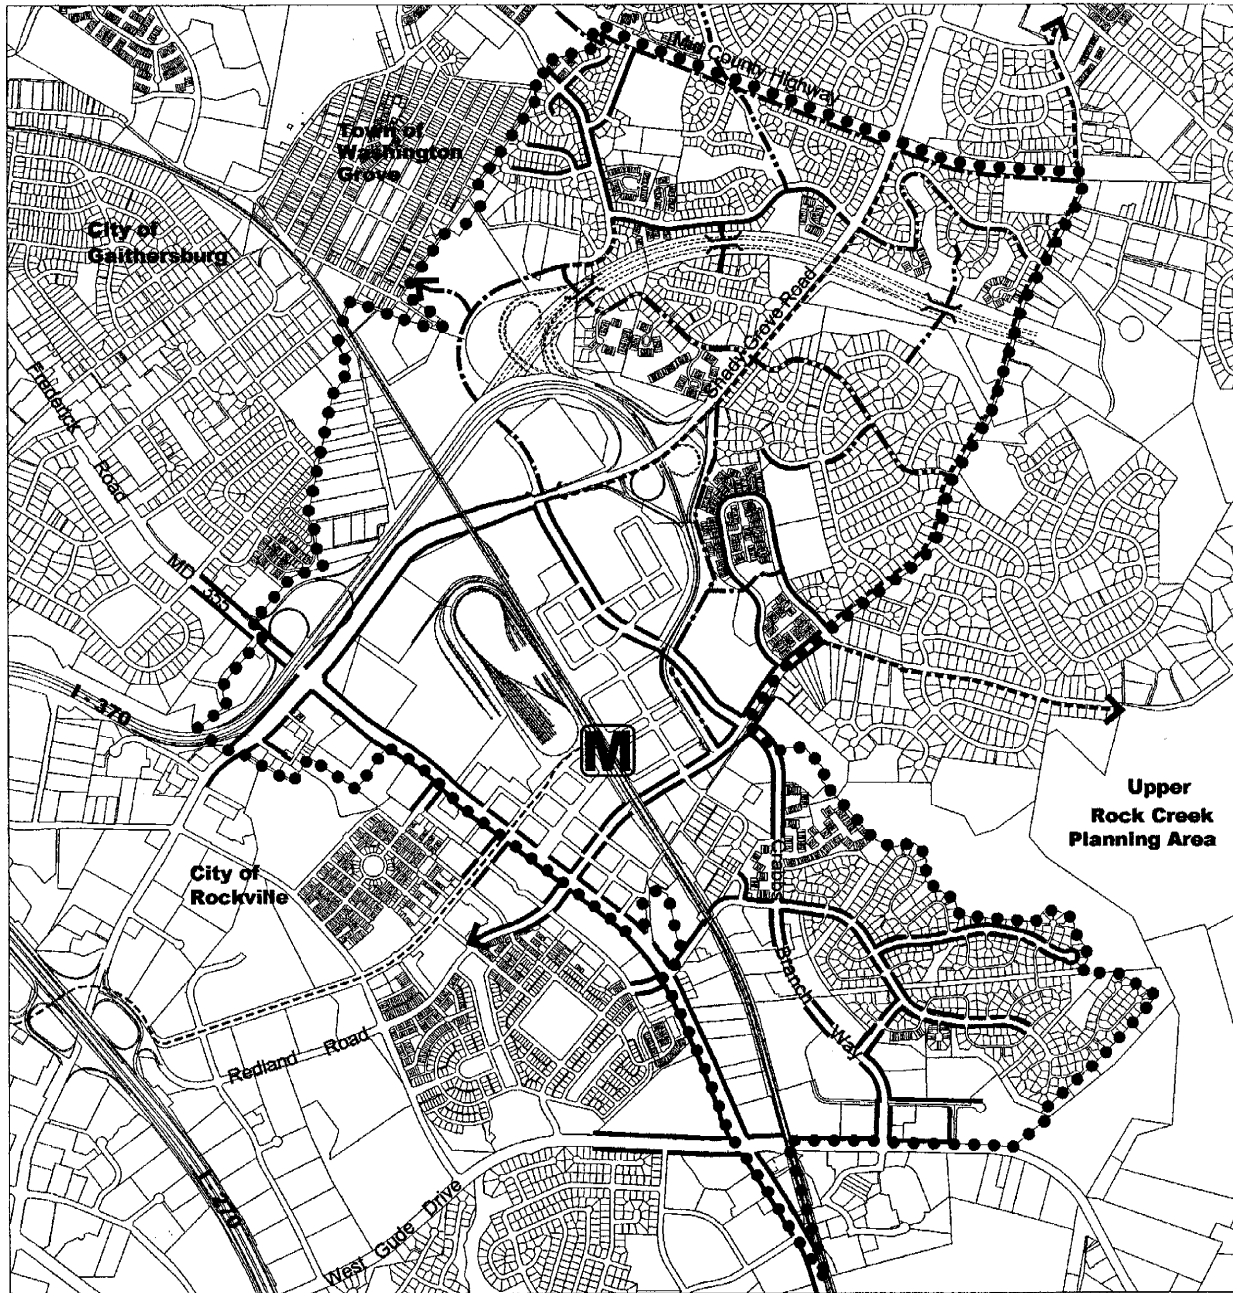 Mid County Highway
Town of
Washington
Grove
City of
Gaithersburg
Shady Grove Road
Frederick
Road
MD 355
I - 370
M
Upper
Rock Creek
Planning Area
City of
Rockville
Crabbs
Branch
Way
Redland Road
I - 270
West Gude Drive